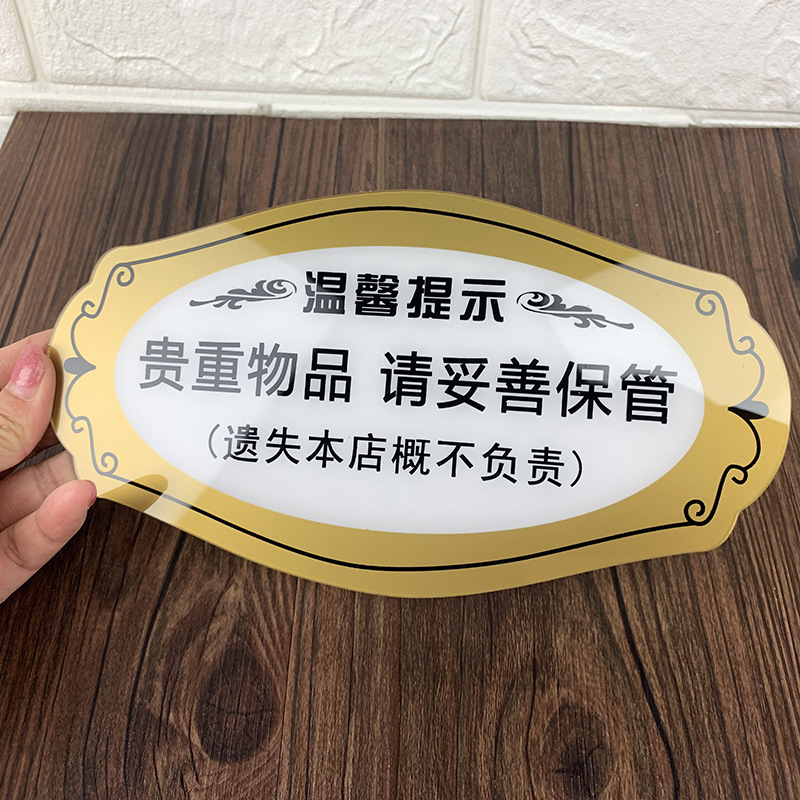 温馨提示
贵重物品 请妥善保管
（遗失本店概不负责）